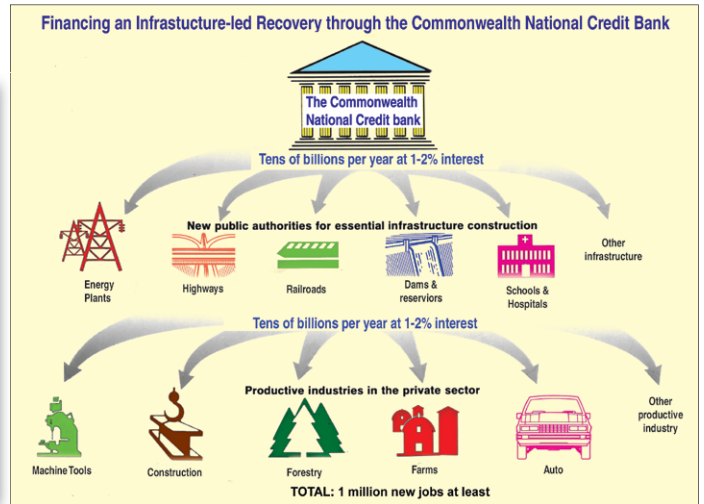 Financing an Infrastucture-led Recovery through the Commonwealth National Credit Bank
The Commonwealth
National Credit bank
Tens of billions per year at 1-2% interest
New public authorities for essential infrastructure construction
Energy
Plants
Highways
Railroads
Dams &
reserviors
Schools &
Hospitals
Other
infrastructure
Tens of billions per year at 1-2% interest
Productive industries in the private sector
Machine Tools
Construction
Forestry
Farms
Auto
Other
productive
industry
TOTAL: 1 million new jobs at least